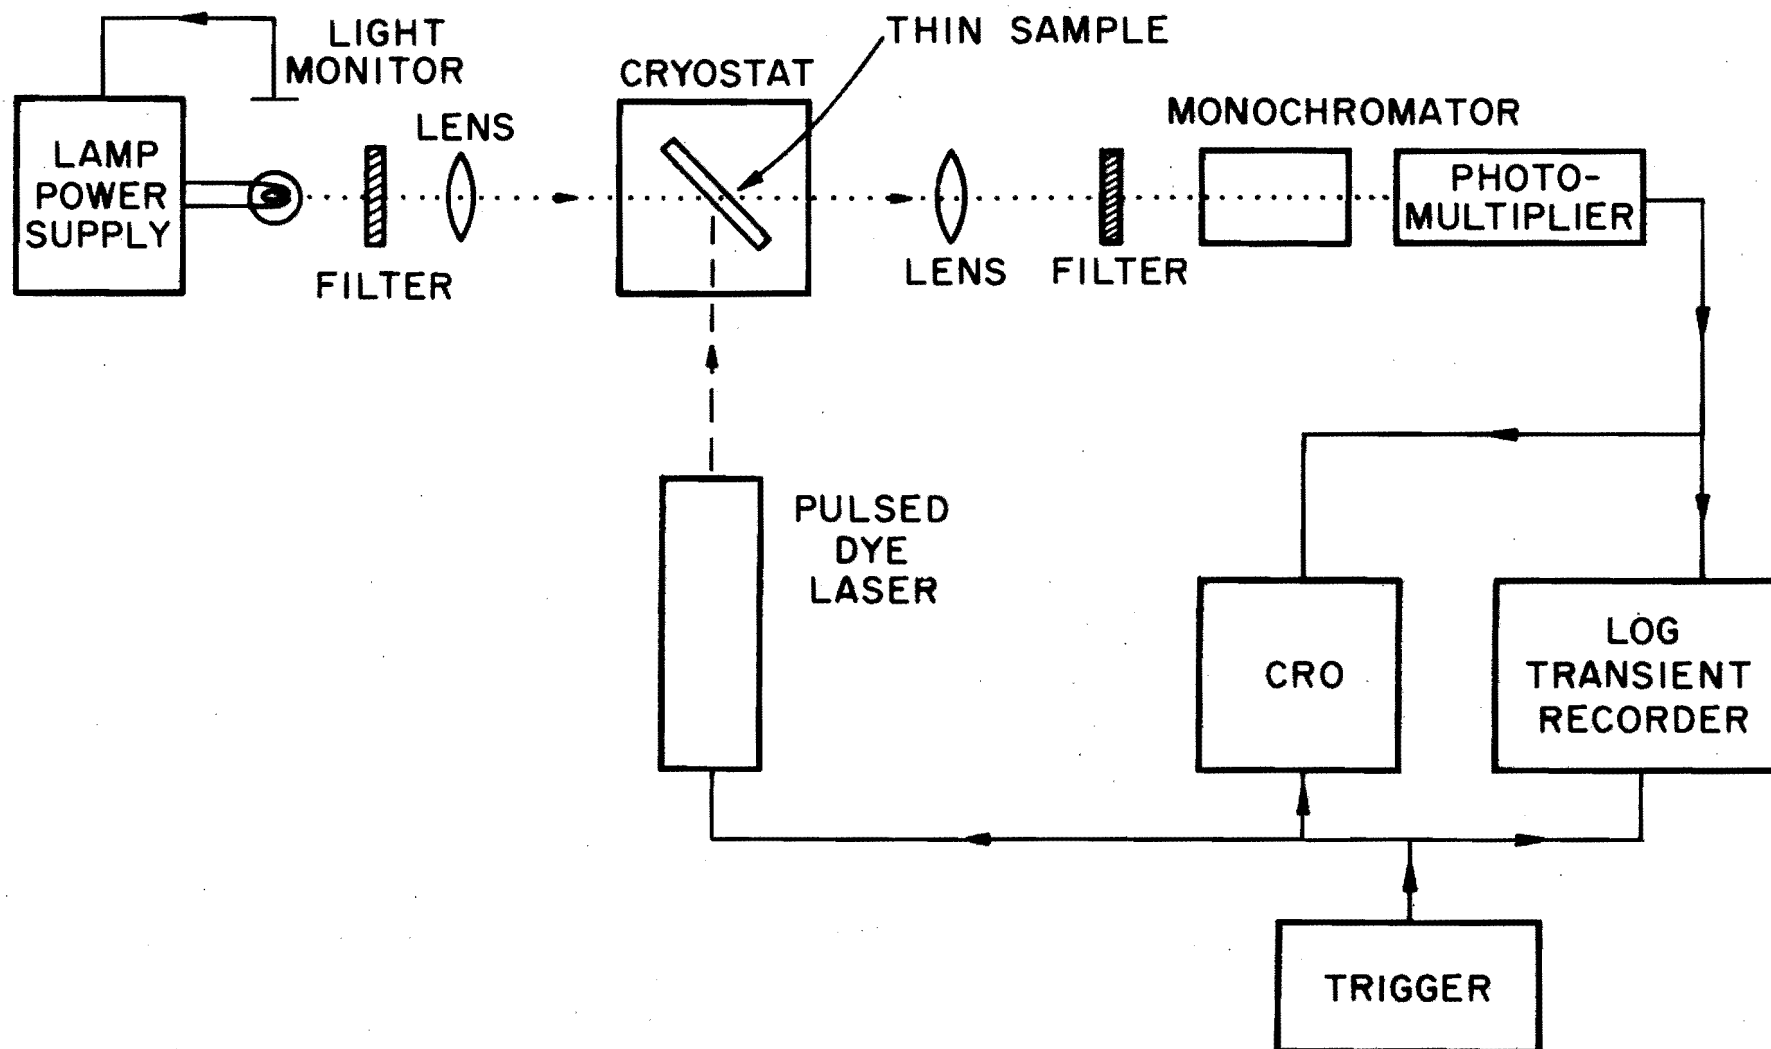 LIGHT
MONITOR
LAMP
POWER
SUPPLY
FILTER
LENS
CRYOSTAT
THIN SAMPLE
LENS
FILTER
MONOCHROMATOR
PHOTO-
MULTIPLIER
PULSED
DYE
LASER
CRO
LOG
TRANSIENT
RECORDER
TRIGGER